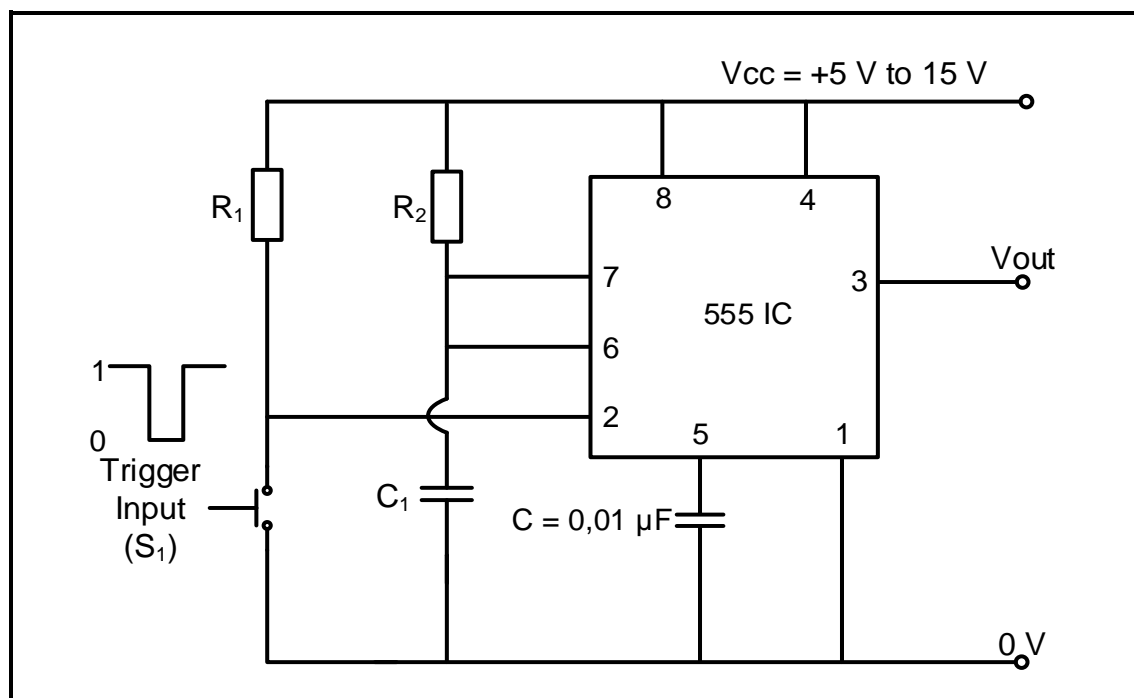 Vcc = +5 V to 15 V
R₁
R₂
8
4
7
3
Vout
555 IC
6
1
2
0
5
1
Trigger
Input
(S₁)
C₁
C = 0,01 µF
0 V